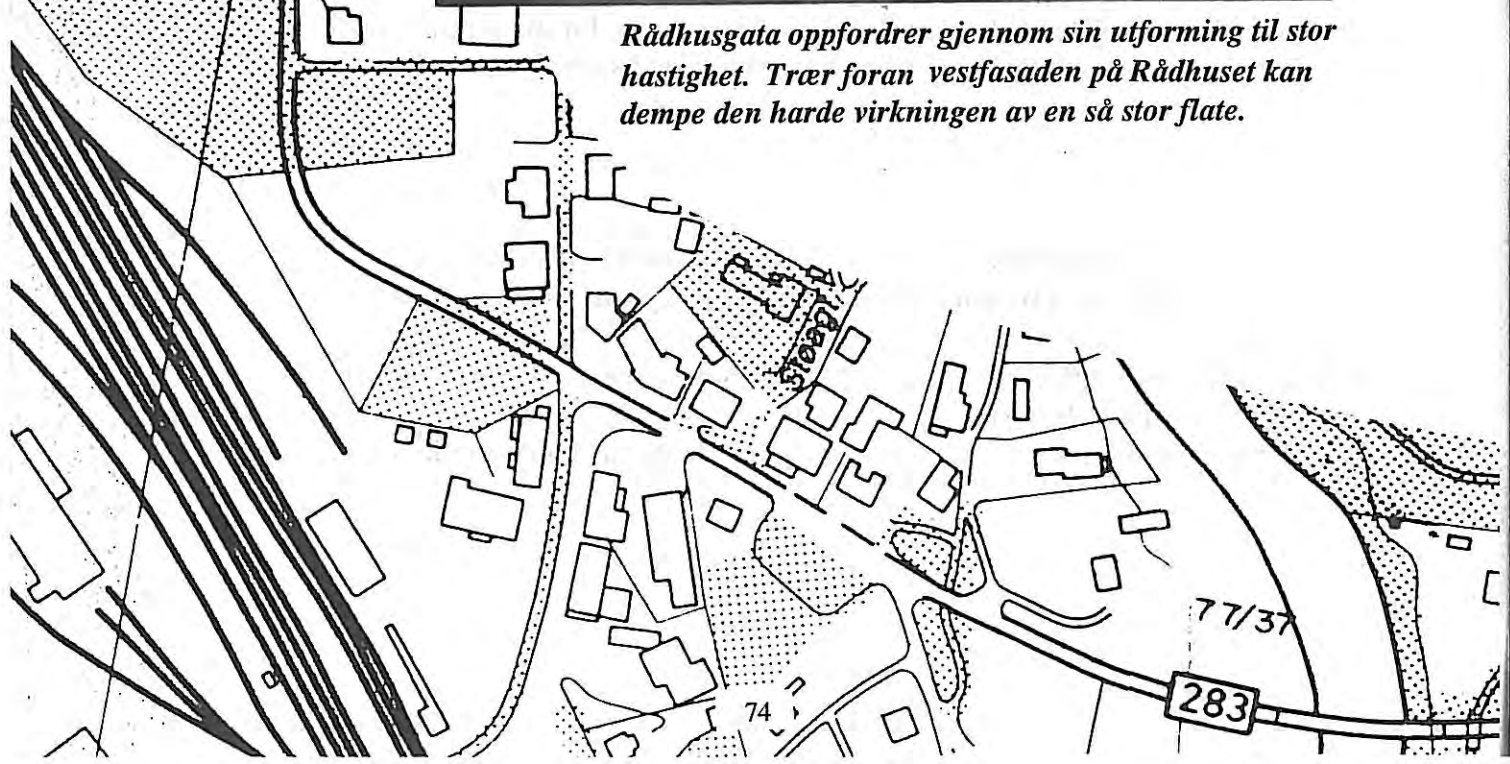 Rådhusgata oppfordrer gjennom sin utforming til stor
hastighet. Trær foran vestfasaden på Rådhuset kan
dempe den harde virkningen av en så stor flate.
77/37
283
74